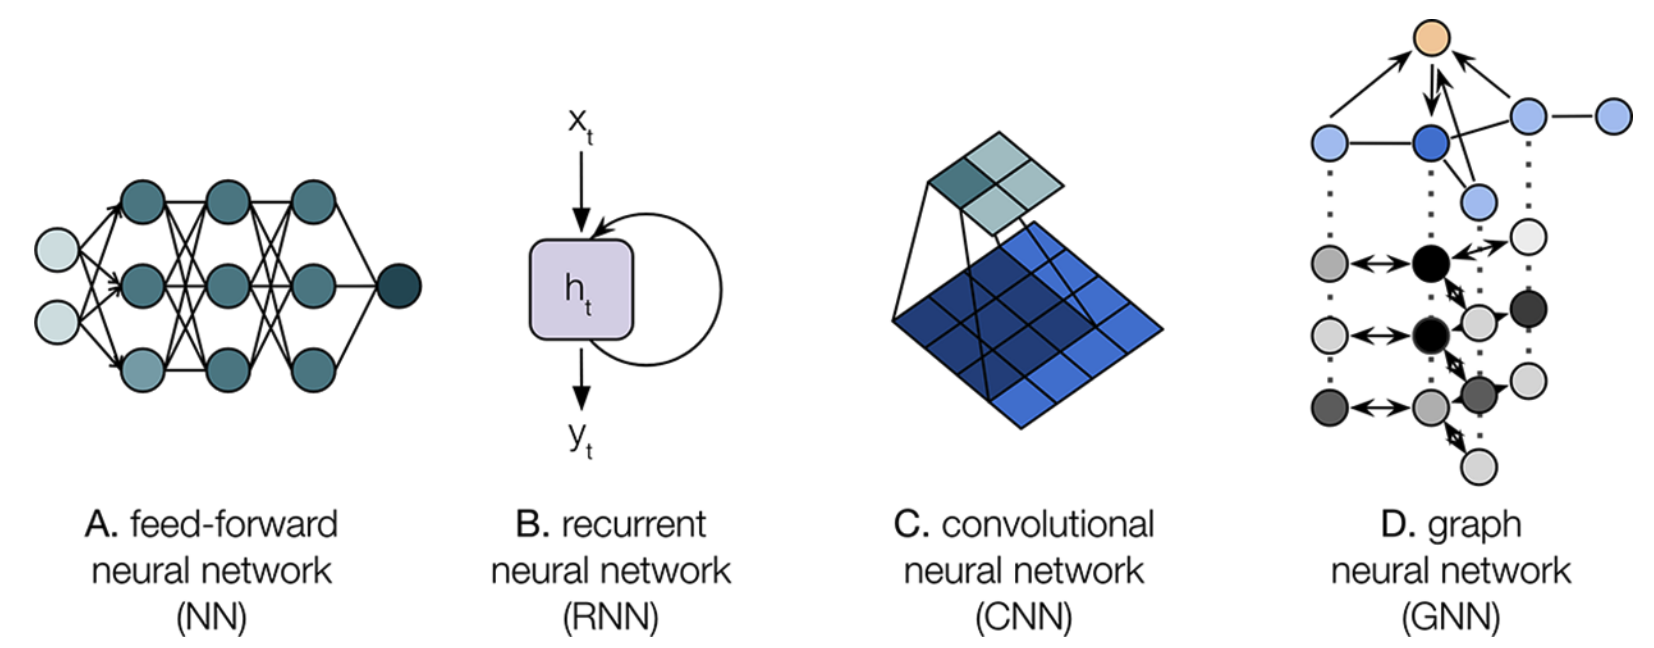 x_t
h_t
y_t
A. feed-forward
neural network
(NN)
B. recurrent
neural network
(RNN)
C. convolutional
neural network
(CNN)
D. graph
neural network
(GNN)